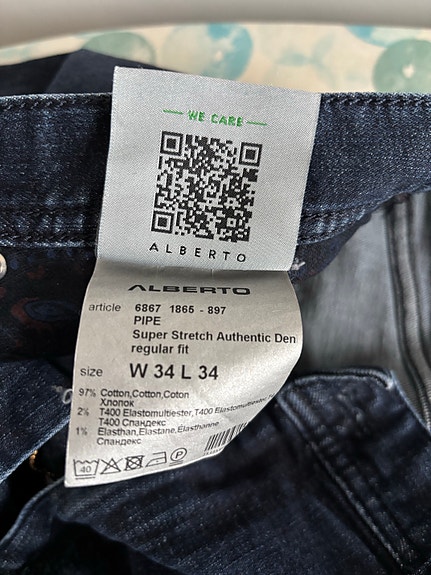 WE CARE
ALBERTO
ALBERTO
article 6867 1865 - 897
PIPE
Super Stretch Authentic Den
regular fit
size W 34 L 34
97% Cotton,Cotton,Coton
Хлопок
2% T400 Elastomultiester,T400 Elastomultiester
T400 Спандекс
1% Elasthan,Elastane,Elasthanne
Спандекс
40 P